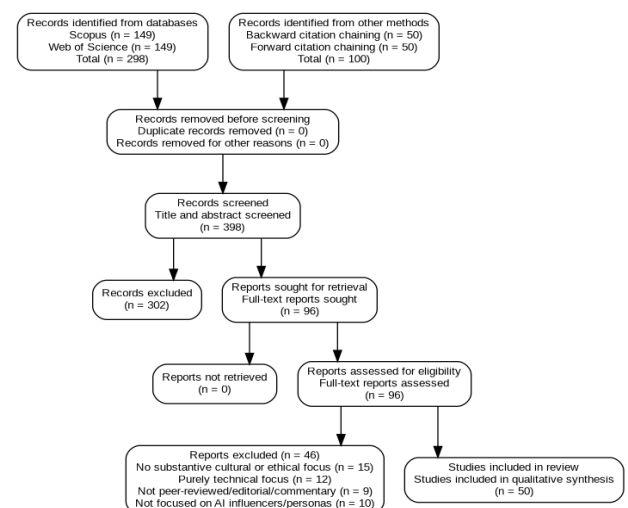 Records identified from databases
Scopus (n = 149)
Web of Science (n = 149)
Total (n = 298)
Records identified from other methods
Backward citation chaining (n = 50)
Forward citation chaining (n = 50)
Total (n = 100)
Records removed before screening
Duplicate records removed (n = 0)
Records removed for other reasons (n = 0)
Records screened
Title and abstract screened
(n = 398)
Records excluded
(n = 302)
Reports sought for retrieval
Full-text reports sought
(n = 96)
Reports not retrieved
(n = 0)
Reports assessed for eligibility
Full-text reports assessed
(n = 96)
Reports excluded (n = 46)
No substantive cultural or ethical focus (n = 15)
Purely technical focus (n = 12)
Not peer-reviewed/editorial/commentary (n = 9)
Not focused on AI influencers/personas (n = 10)
Studies included in review
Studies included in qualitative synthesis
(n = 50)